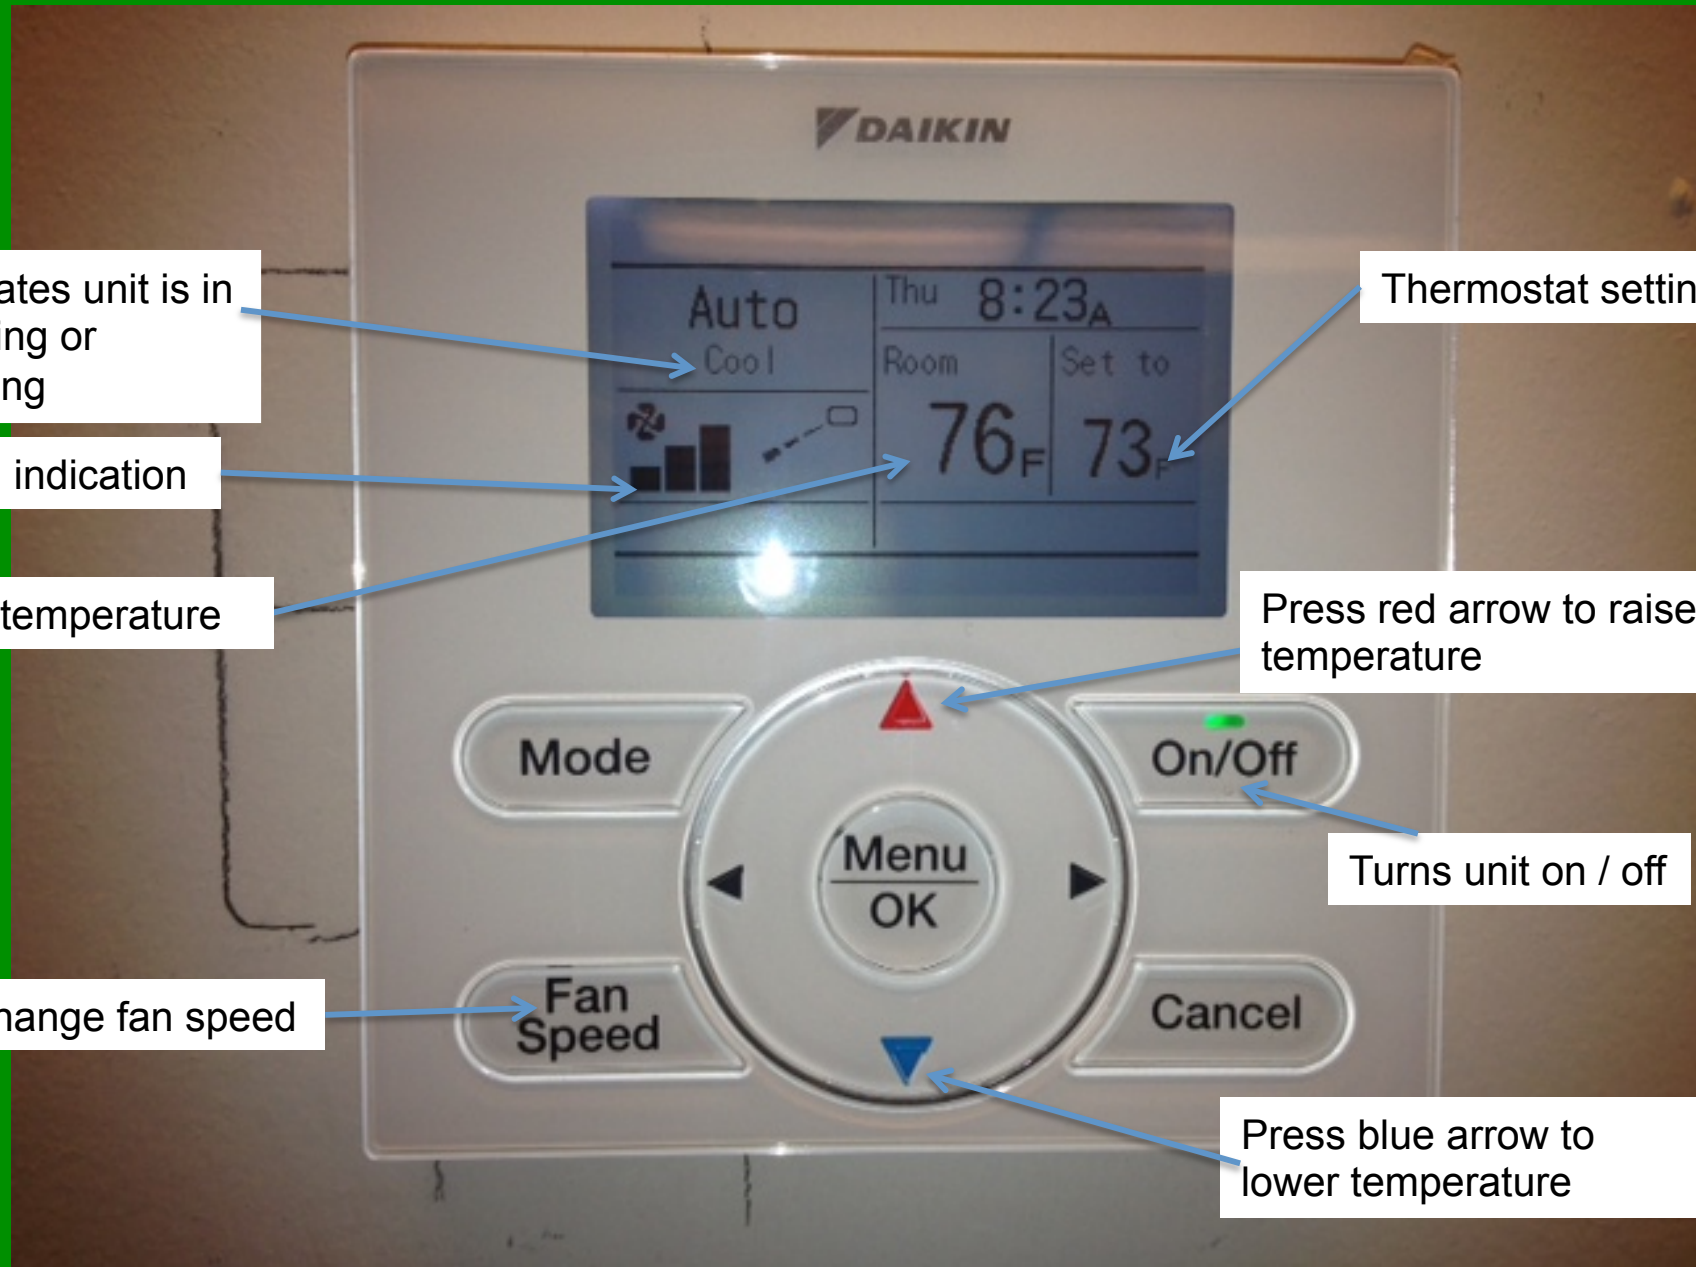 DAIKIN
ates unit is in
ing or
ng
Auto
Cool
Thu 8:23A
Room
Set to
76F
73F
Thermostat settin
indication
temperature
Press red arrow to raise
temperature
Mode
On/Off
Menu
OK
Turns unit on / off
hange fan speed
Fan
Speed
Cancel
Press blue arrow to
lower temperature